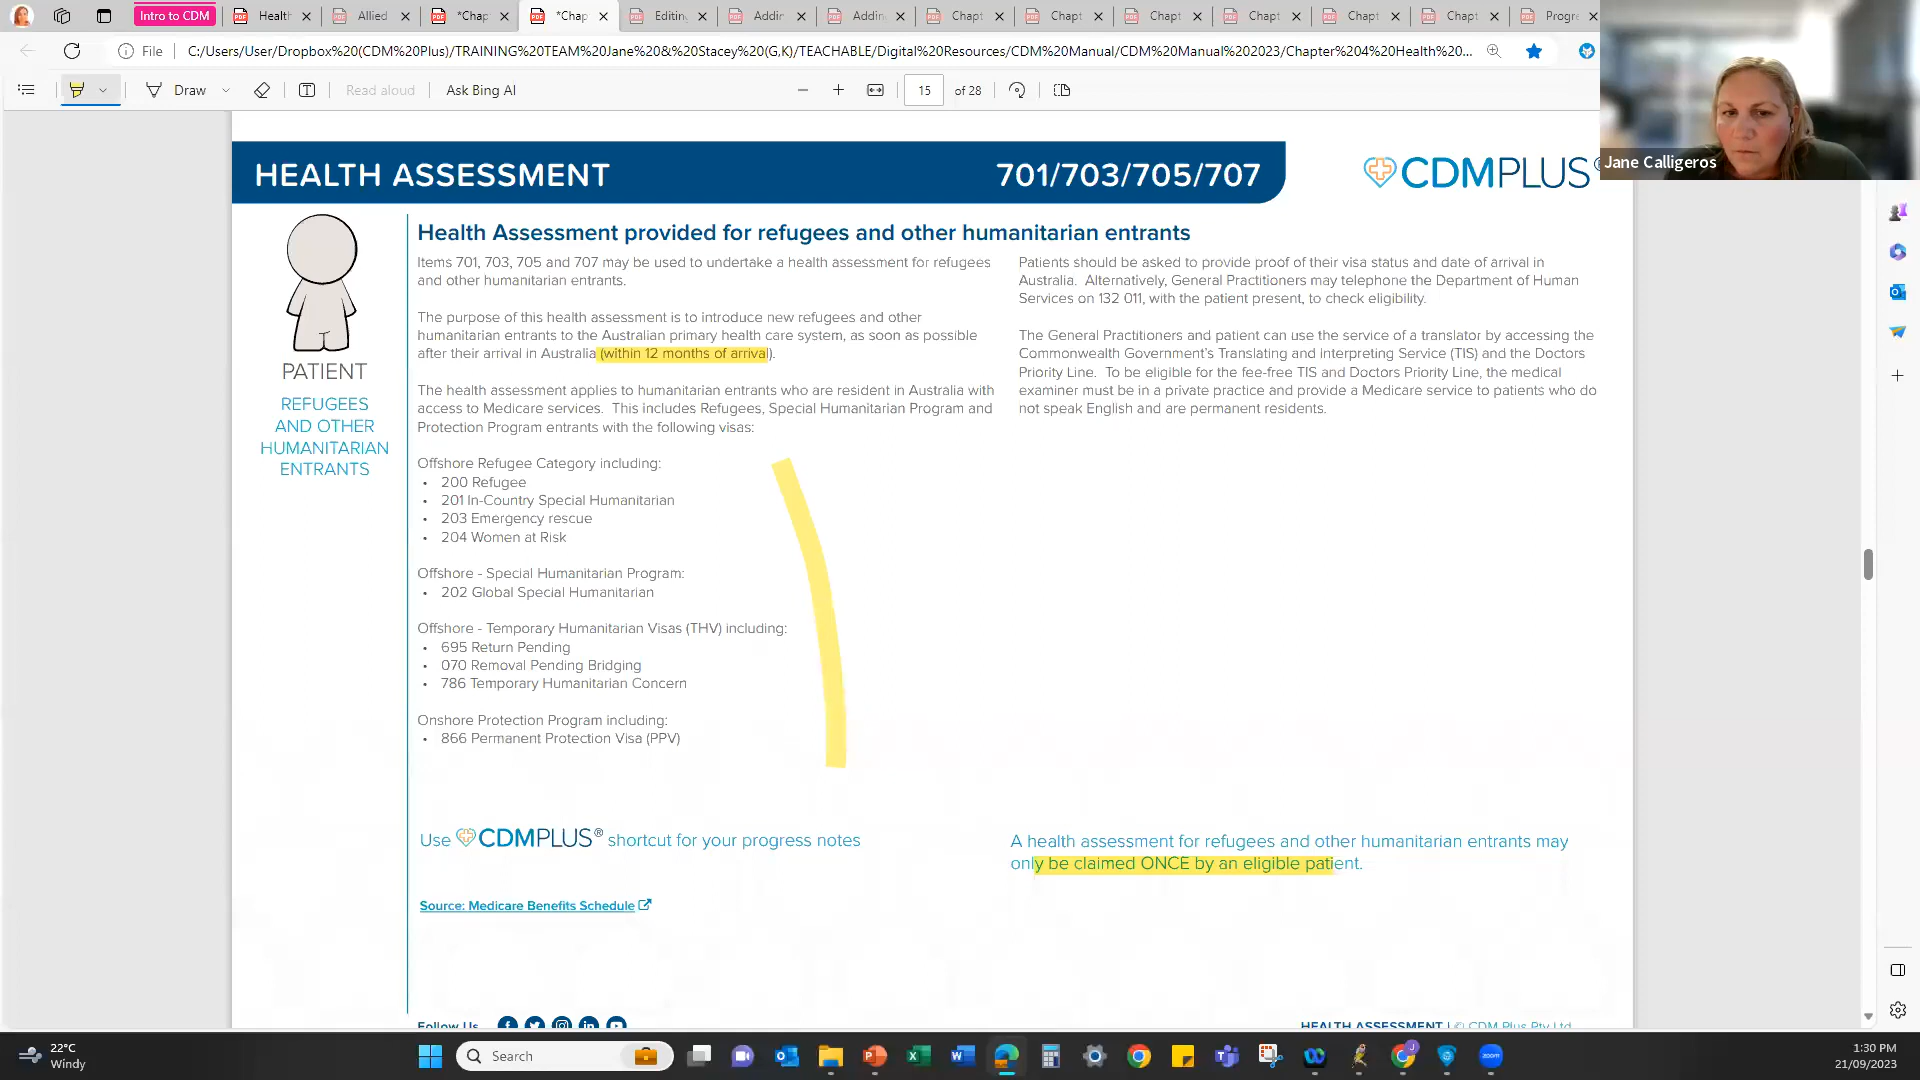 Intro to CDM
Health
Allied
*Chap
*Chap
Editin
Addin
Addin
Chapt
Chapt
Chapt
Chapt
Chapt
Chapt
Progre
File
C:/Users/User/Dropbox%20(CDM%20Plus)/TRAINING%20TEAM%20Jane%20&%20Stacey%20(G,K)/TEACHABLE/Digital%20Resources/CDM%20Manual/CDM%20Manual%202023/Chapter%204%20Health%20...
Draw
Read aloud
Ask Bing AI
15
of 28
Jane Calligeros
HEALTH ASSESSMENT
701/703/705/707
CDMPLUS
PATIENT
REFUGEES
AND OTHER
HUMANITARIAN
ENTRANTS
Health Assessment provided for refugees and other humanitarian entrants
Items 701, 703, 705 and 707 may be used to undertake a health assessment for refugees
and other humanitarian entrants.
The purpose of this health assessment is to introduce new refugees and other
humanitarian entrants to the Australian primary health care system, as soon as possible
after their arrival in Australia (within 12 months of arrival).
The health assessment applies to humanitarian entrants who are resident in Australia with
access to Medicare services. This includes Refugees, Special Humanitarian Program and
Protection Program entrants with the following visas:
Offshore Refugee Category including:
• 200 Refugee
• 201 In-Country Special Humanitarian
• 203 Emergency rescue
• 204 Women at Risk
Offshore - Special Humanitarian Program:
• 202 Global Special Humanitarian
Offshore - Temporary Humanitarian Visas (THV) including:
• 695 Return Pending
• 070 Removal Pending Bridging
• 786 Temporary Humanitarian Concern
Onshore Protection Program including:
• 866 Permanent Protection Visa (PPV)
Patients should be asked to provide proof of their visa status and date of arrival in
Australia. Alternatively, General Practitioners may telephone the Department of Human
Services on 132 011, with the patient present, to check eligibility.
The General Practitioners and patient can use the service of a translator by accessing the
Commonwealth Government's Translating and Interpreting Service (TIS) and the Doctors
Priority Line. To be eligible for the fee-free TIS and Doctors Priority Line, the medical
examiner must be in a private practice and provide a Medicare service to patients who do
not speak English and are permanent residents.
Use CDMPLUS® shortcut for your progress notes
A health assessment for refugees and other humanitarian entrants may
only be claimed ONCE by an eligible patient.
Source: Medicare Benefits Schedule
Follow Us
HEALTH ASSESSMENT | © CDM Plus Pty Ltd
22°C
Windy
Search
zoom
1:30 PM
21/09/2023